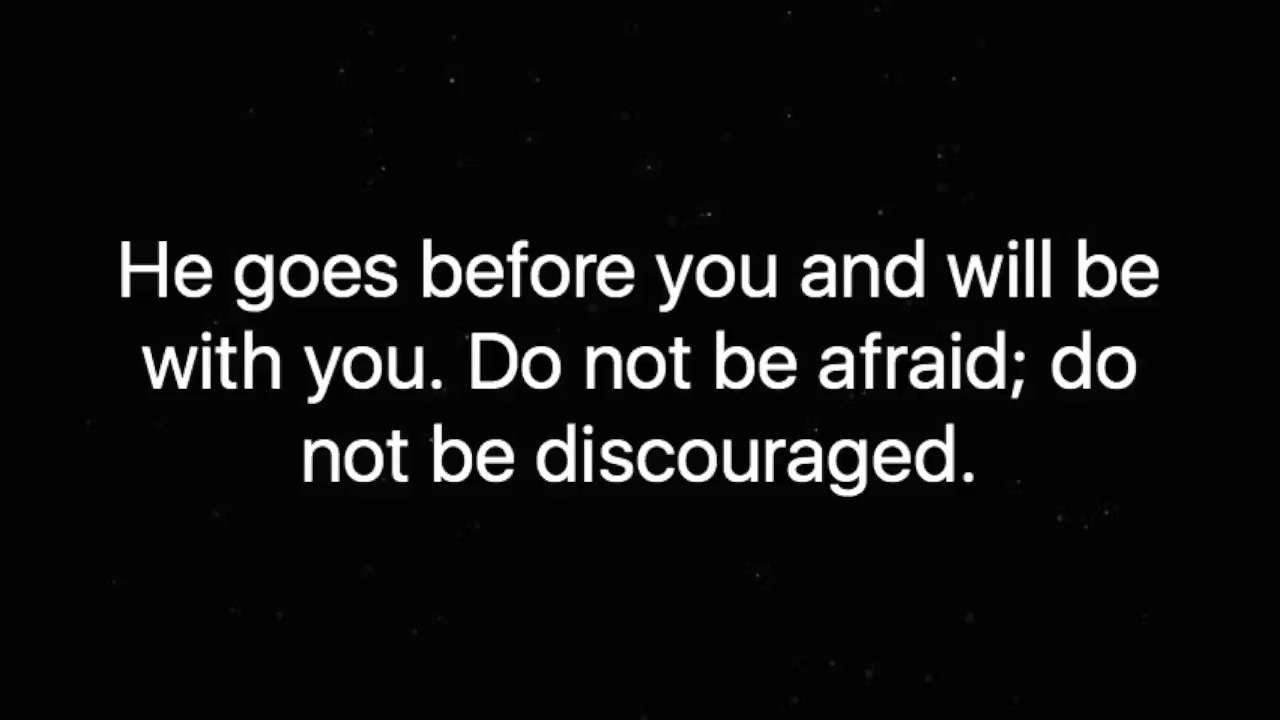 He goes before you and will be
with you. Do not be afraid; do
not be discouraged.